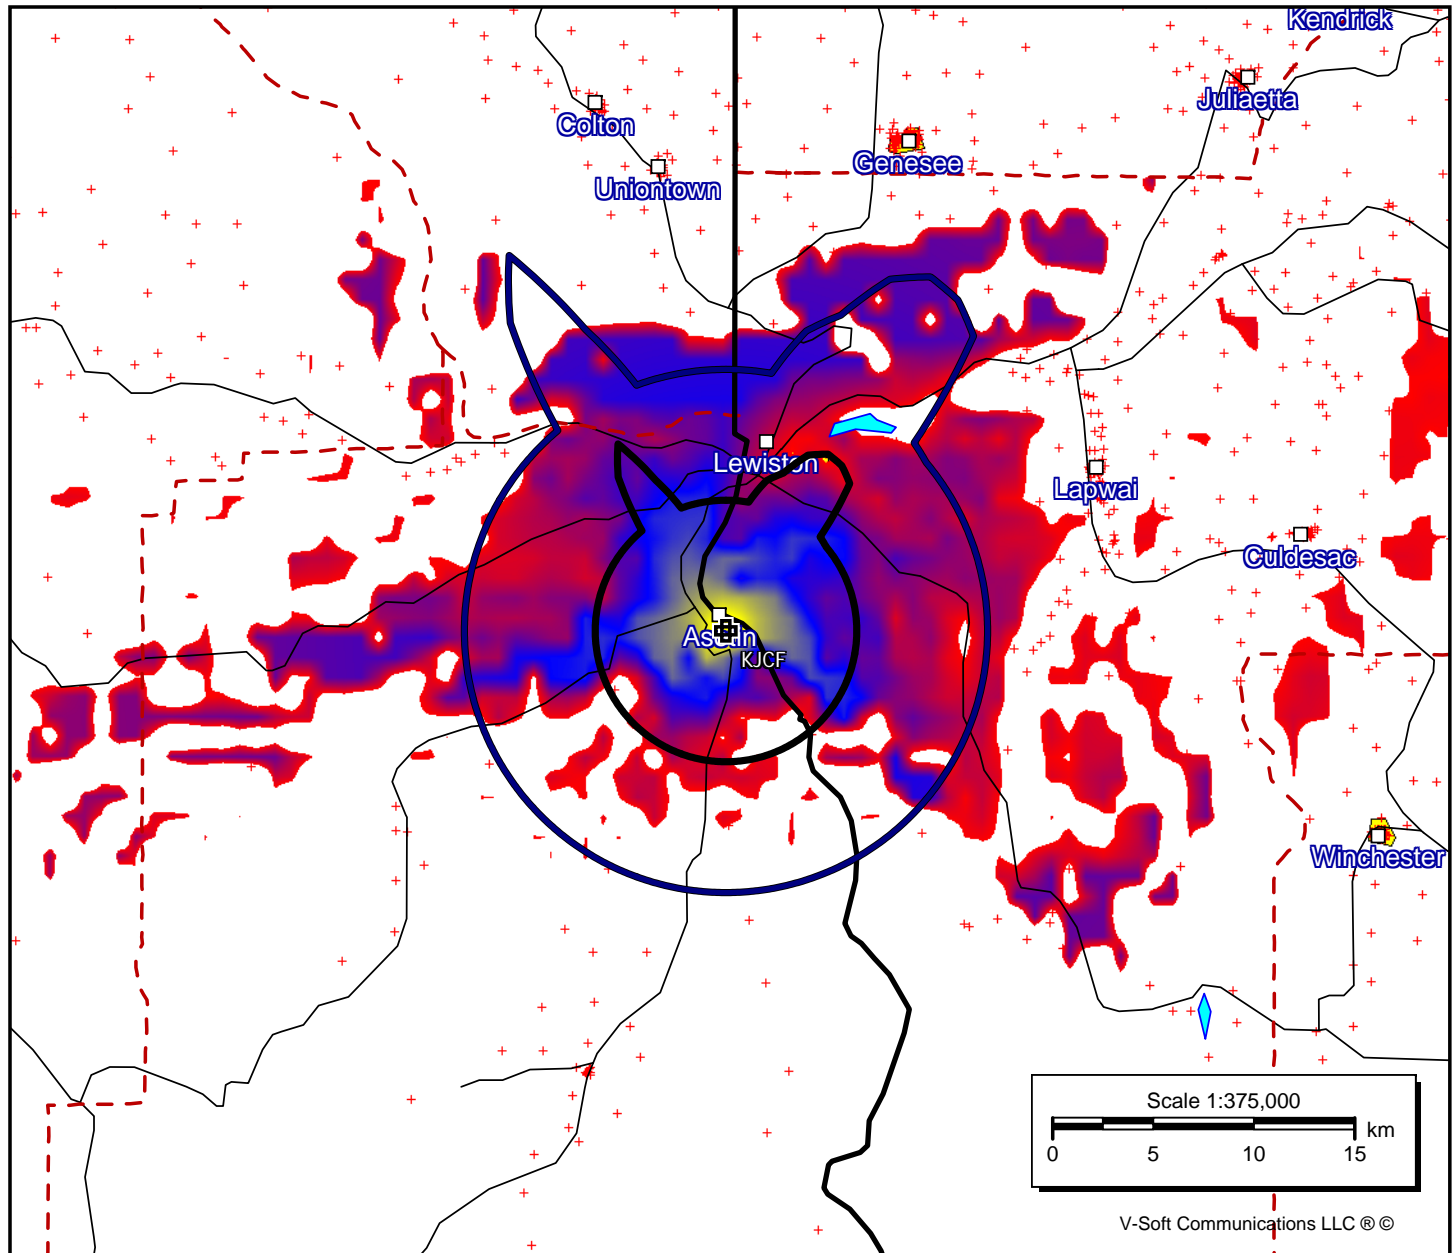 Kendrick
Juliaetta
Colton
Genesee
Uniontown
Lewiston
Lapwai
Culdesac
KJCF
Winchester
Scale 1:375,000
km
0 5 10 15
V-Soft Communications LLC ® ©